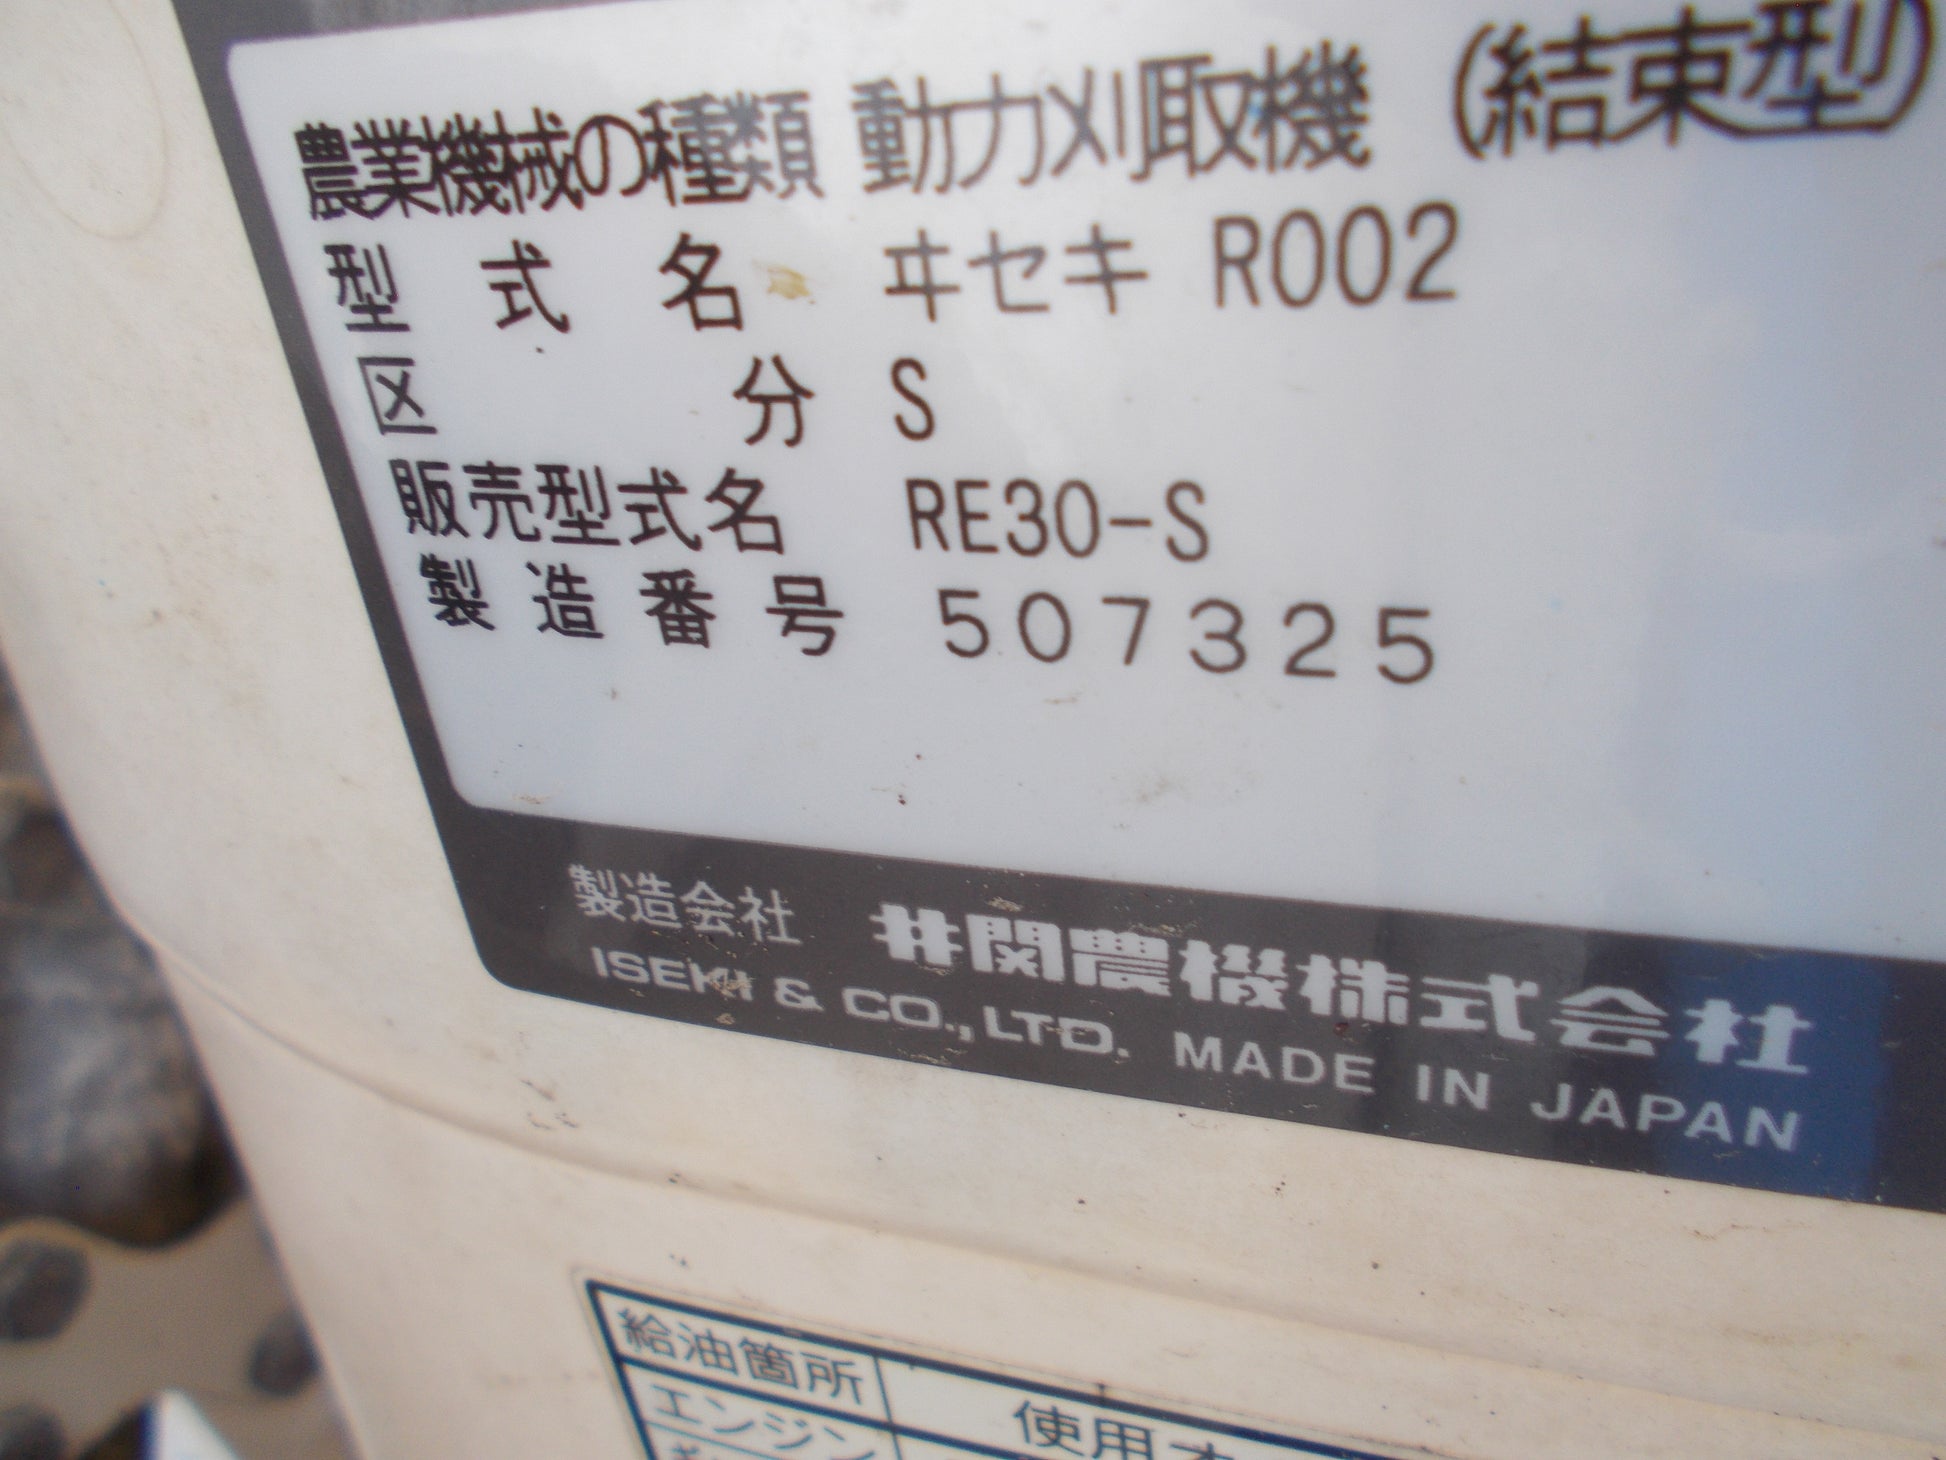 農業機械の種類 動力刈取機 (結束型)
型式名 ヰセキ R002
区分 S
販売型式名 RE30-S
製造番号 507325
製造会社 井関農機株式会社
ISEKI & CO., LTD. MADE IN JAPAN
給油箇所 使用オ
エンジン